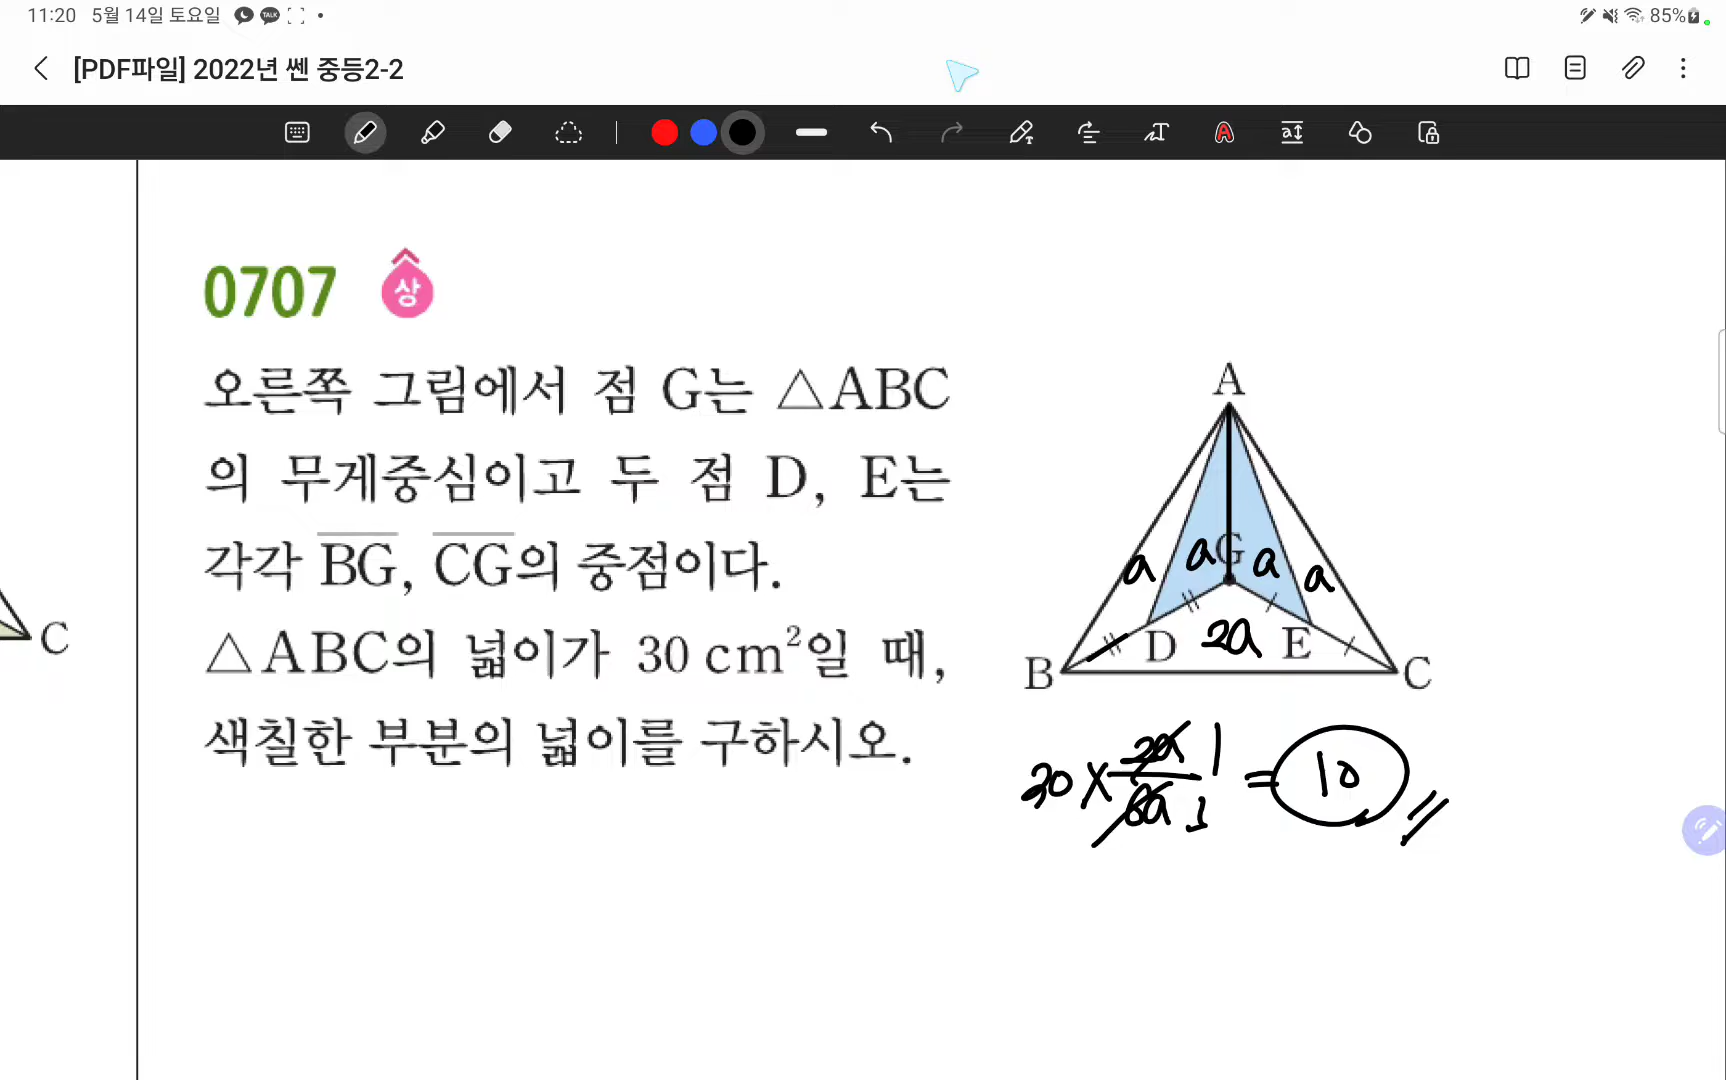 11:20 5월 14일 토요일 TALK 85%
[PDF파일] 2022년 쎈 중등2-2
0707 상
오른쪽 그림에서 점 G는 △ABC
의 무게중심이고 두 점 D, E는
각각 BG, CG의 중점이다.
△ABC의 넓이가 30 cm²일 때,
색칠한 부분의 넓이를 구하시오.
C
A
a a G a a
B D 2a E C
30 × 2a/6a 1 3 = 10